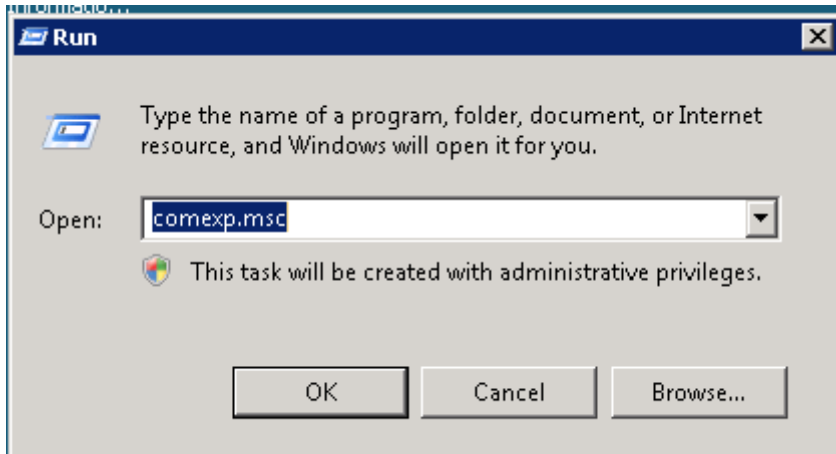 Run
Type the name of a program, folder, document, or Internet
resource, and Windows will open it for you.
Open: comexp.msc
This task will be created with administrative privileges.
OK Cancel Browse...